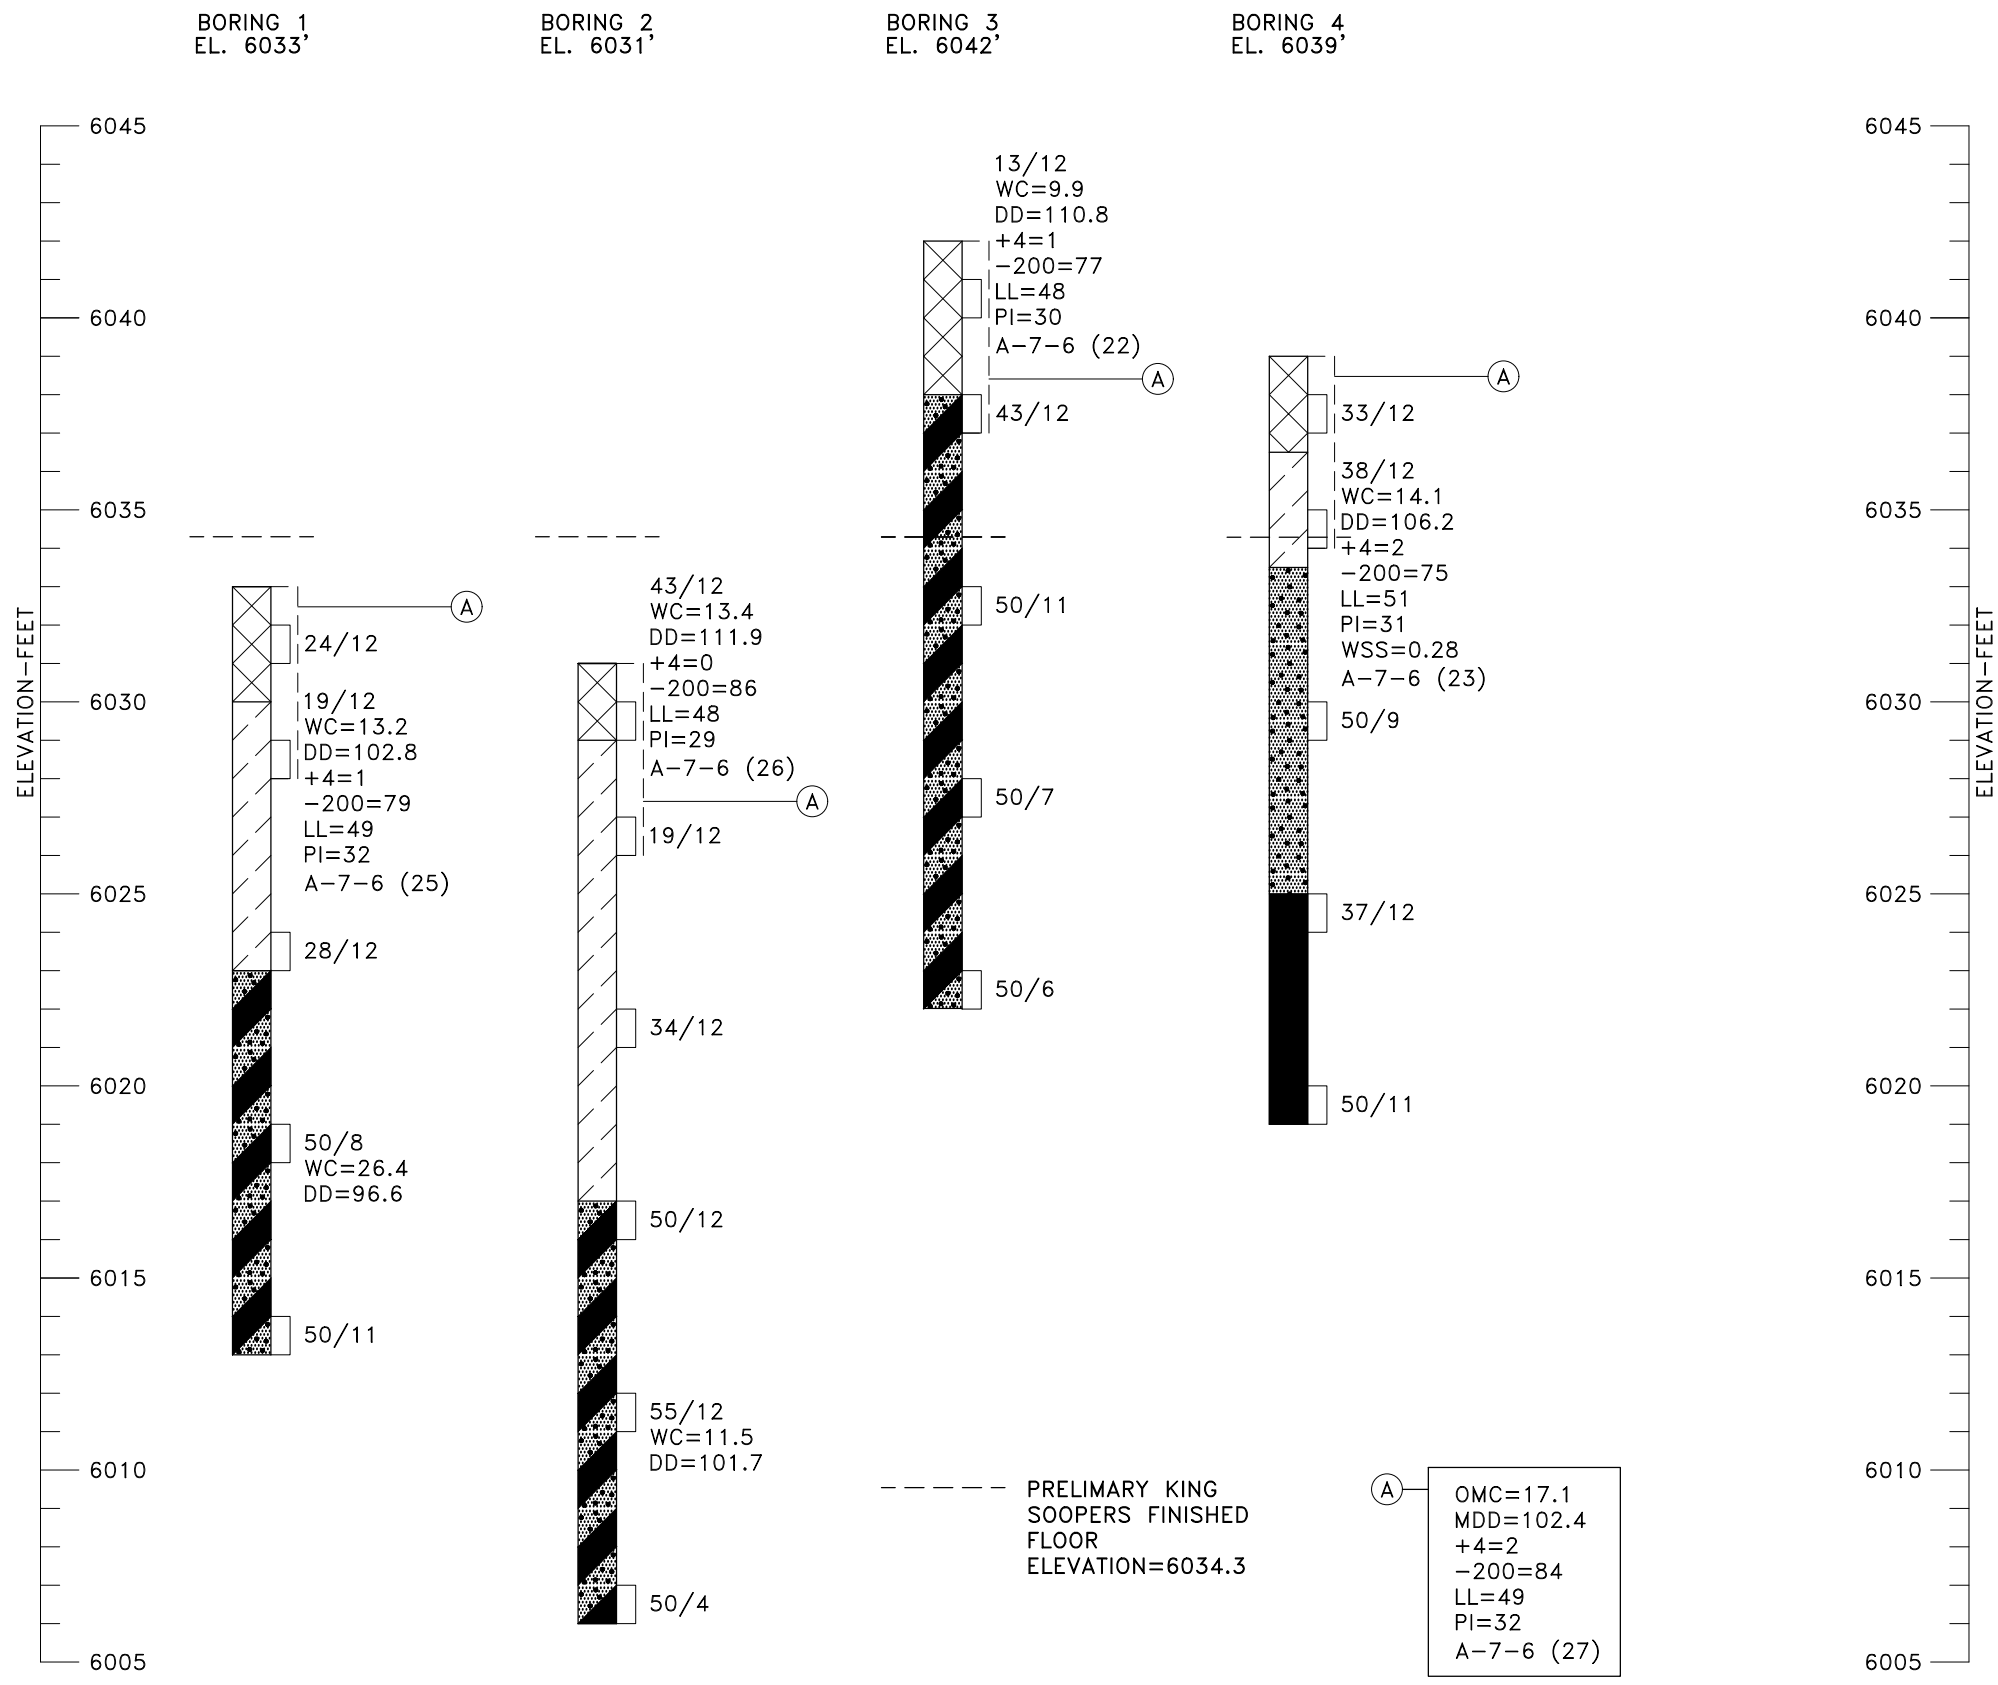 BORING 1
EL. 6033'
BORING 2
EL. 6031'
BORING 3
EL. 6042'
BORING 4
EL. 6039'
ELEVATION-FEET
6045
6040
6035
6030
6025
6020
6015
6010
6005
A
24/12
19/12
WC=13.2
DD=102.8
+4=1
-200=79
LL=49
PI=32
A-7-6 (25)
28/12
50/8
WC=26.4
DD=96.6
50/11
43/12
WC=13.4
DD=111.9
+4=0
-200=86
LL=48
PI=29
A-7-6 (26)
A
19/12
34/12
50/12
55/12
WC=11.5
DD=101.7
50/4
13/12
WC=9.9
DD=110.8
+4=1
-200=77
LL=48
PI=30
A-7-6 (22)
A
43/12
50/11
50/7
50/6
A
33/12
38/12
WC=14.1
DD=106.2
+4=2
-200=75
LL=51
PI=31
WSS=0.28
A-7-6 (23)
50/9
37/12
50/11
PRELIMARY KING
SOOPERS FINISHED
FLOOR
ELEVATION=6034.3
A
OMC=17.1
MDD=102.4
+4=2
-200=84
LL=49
PI=32
A-7-6 (27)
6045
6040
6035
6030
6025
6020
6015
6010
6005
ELEVATION-FEET